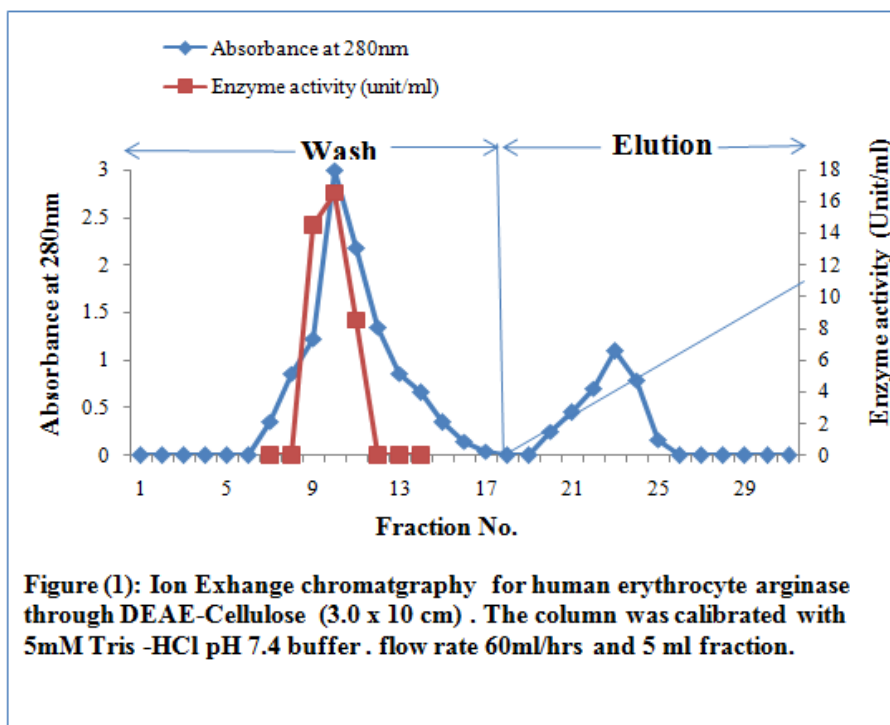 Absorbance at 280nm
Enzyme activity (unit/ml)
Wash
Elution
3
2.5
2
1.5
1
0.5
0
Absorbance at 280nm
18
16
14
12
10
8
6
4
2
0
Enzyme activity (Unit/ml)
1 5 9 13 17 21 25 29
Fraction No.
Figure (1): Ion Exhange chromatgraphy for human erythrocyte arginase
through DEAE-Cellulose (3.0 x 10 cm) . The column was calibrated with
5mM Tris -HCl pH 7.4 buffer . flow rate 60ml/hrs and 5 ml fraction.